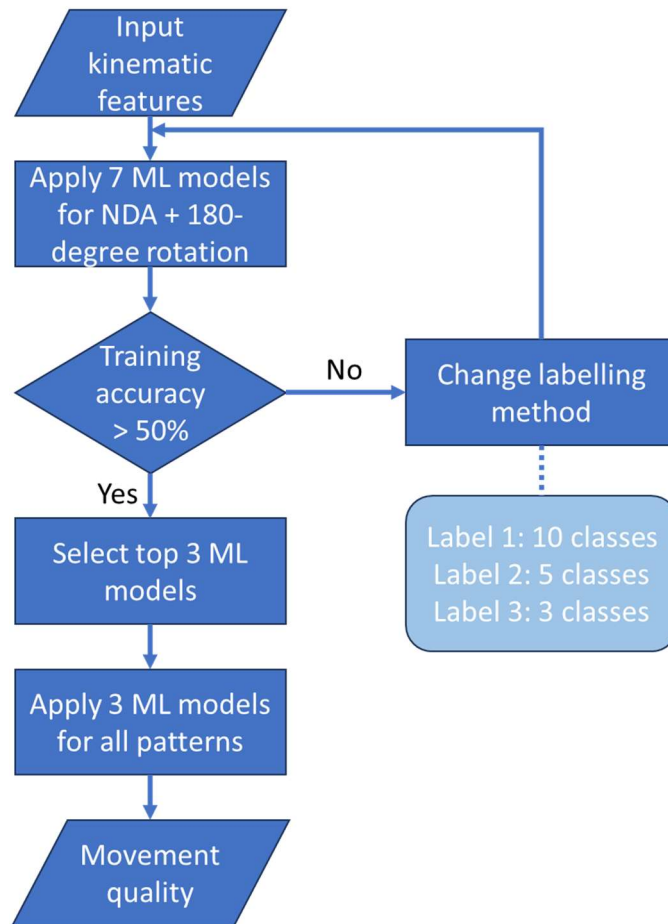 Input
kinematic
features
Apply 7 ML models
for NDA + 180-
degree rotation
Training
accuracy
> 50%
No
Change labelling
method
Yes
Label 1: 10 classes
Label 2: 5 classes
Label 3: 3 classes
Select top 3 ML
models
Apply 3 ML models
for all patterns
Movement
quality